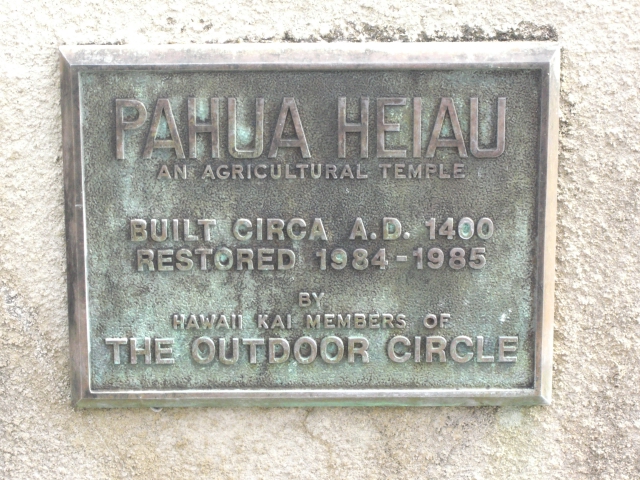 PAHUA HEIAU
AN AGRICULTURAL TEMPLE
BUILT CIRCA A.D. 1400
RESTORED 1984-1985
BY
HAWAII KAI MEMBERS OF
THE OUTDOOR CIRCLE